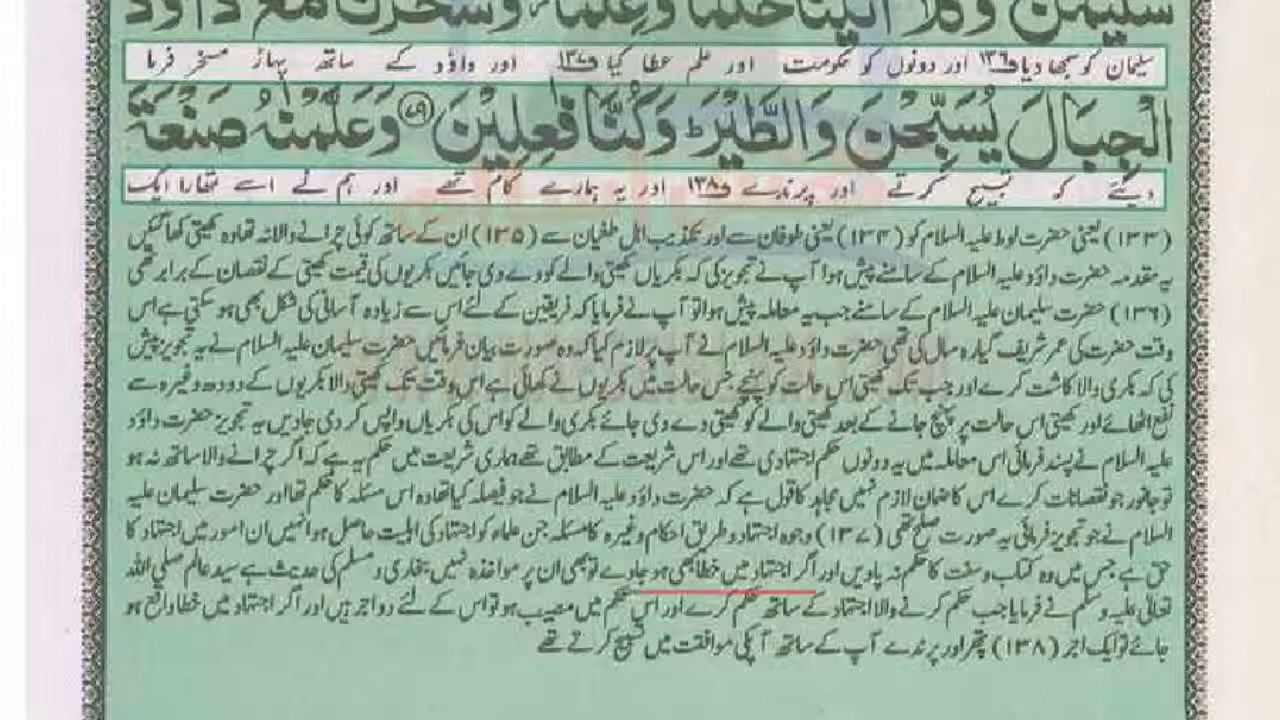 سُلَیْمٰنَ وَ كُلًّا اٰتَیْنَا حُكْمًا وَّ عِلْمًا وَّ سَخَّرْنَا مَعَ دَاوٗدَ
سلیمان کو سمجھا دیا ف۱۳۶ اور دونوں کو حکومت اور علم عطا کیا ف۱۳۷ اور داؤد کے ساتھ پہاڑ مسخر فرما
الْجِبَالَ یُسَبِّحْنَ وَ الطَّیْرَ وَ كُنَّا فٰعِلِیْنَ ﴿۷۹﴾ وَ عَلَّمْنٰهُ صَنْعَةَ
دیئے کہ تسبیح کرتے اور پرندے ف۱۳۸ اور یہ ہمارے کام تھے اور ہم نے اسے تمھارا ایک
(۱۳۳) یعنی حضرت لوط علیہ السلام کو (۱۳۴) یعنی طوفان سے اور تکذیب اہل طغیان سے (۱۳۵) ان کے ساتھ کوئی چرانے والا نہ تھا وہ کھیتی کھا گئیں
یہ مقدمہ حضرت داؤد علیہ السلام کے سامنے پیش ہوا آپ نے تجویز کی کہ بکریاں کھیتی والے کو دے دی جائیں بکریوں کی قیمت کھیتی کے نقصان کے برابر تھی
(۱۳۶) حضرت سلیمان علیہ السلام کے سامنے جب یہ معاملہ پیش ہوا تو آپ نے فرمایا کہ فریقین کے لئے اس سے زیادہ آسانی کی شکل بھی ہو سکتی ہے اس
وقت حضرت کی عمر شریف گیارہ سال کی تھی حضرت داؤد علیہ السلام نے آپ پر لازم کیا کہ وہ صورت بیان فرمائیں حضرت سلیمان علیہ السلام نے یہ تجویز پیش
کی کہ بکری والا کاشت کرے اور جب تک کھیتی اس حالت کو پہنچے جس حالت میں بکریوں نے کھائی ہے اس وقت تک کھیتی والا بکریوں کے دودھ وغیرہ سے
نفع اٹھائے اور کھیتی اس حالت پر پہنچ جانے کے بعد کھیتی والے کو کھیتی دے دی جائے بکری والے کو اس کی بکریاں واپس کر دی جاویں یہ تجویز حضرت داؤد
علیہ السلام نے پسند فرمائی اس معاملہ میں یہ دونوں حکم اجتہادی تھے اور اس شریعت کے مطابق تھے ہماری شریعت میں حکم یہ ہے کہ اگر چرانے والا ساتھ نہ ہو
تو جانور جو نقصانات کرے اس کا ضمان لازم نہیں مجاہد کا قول ہے کہ حضرت داؤد علیہ السلام نے جو فیصلہ کیا تھا وہ اس مسئلہ کا حکم تھا اور حضرت سلیمان علیہ
السلام نے جو تجویز فرمائی یہ صورت صلح تھی (۱۳۷) وجوہ اجتہاد و طریق احکام وغیرہ کا مسئلہ جن علماء کو اجتہاد کی اہلیت حاصل ہو انہیں ان امور میں اجتہاد کا
حق ہے جس میں وہ کتاب و سنت کا حکم نہ پاویں اور اگر اجتہاد میں خطا بھی ہو جاوے تو بھی ان پر مواخذہ نہیں بخاری و مسلم کی حدیث ہے سید عالم صلی اللہ
تعالیٰ علیہ وسلم نے فرمایا جب حکم کرنے والا اجتہاد کے ساتھ حکم کرے اور اس حکم میں مصیب ہو تو اس کے لئے دو اجر ہیں اور اگر اجتہاد میں خطا واقع ہو
جائے تو ایک اجر (۱۳۸) پتھر اور پرندے آپ کے ساتھ آپکی موافقت میں تسبیح کرتے تھے